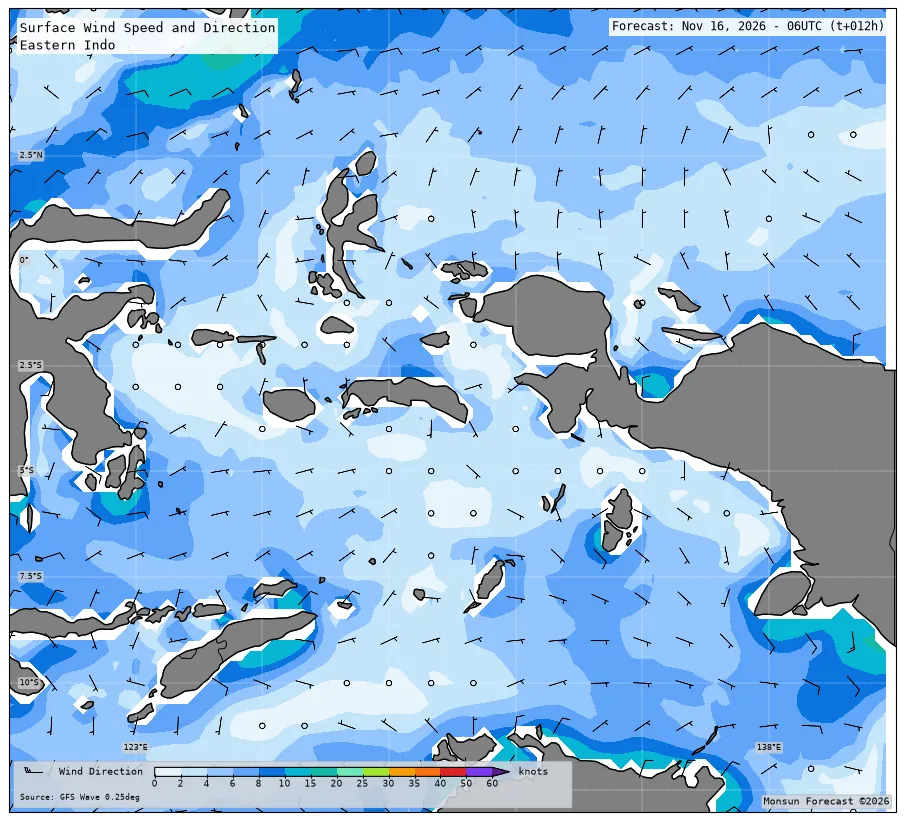 Surface Wind Speed and Direction
Eastern Indo
Forecast: Nov 16, 2026 - 06UTC (t+012h)
2.5°N
0°
2.5°S
5°S
7.5°S
10°S
123°E
138°E
Wind Direction
0 2 4 6 8 10 15 20 25 30 35 40 50 60
knots
Source: GFS Wave 0.25deg
Monsun Forecast ©2026